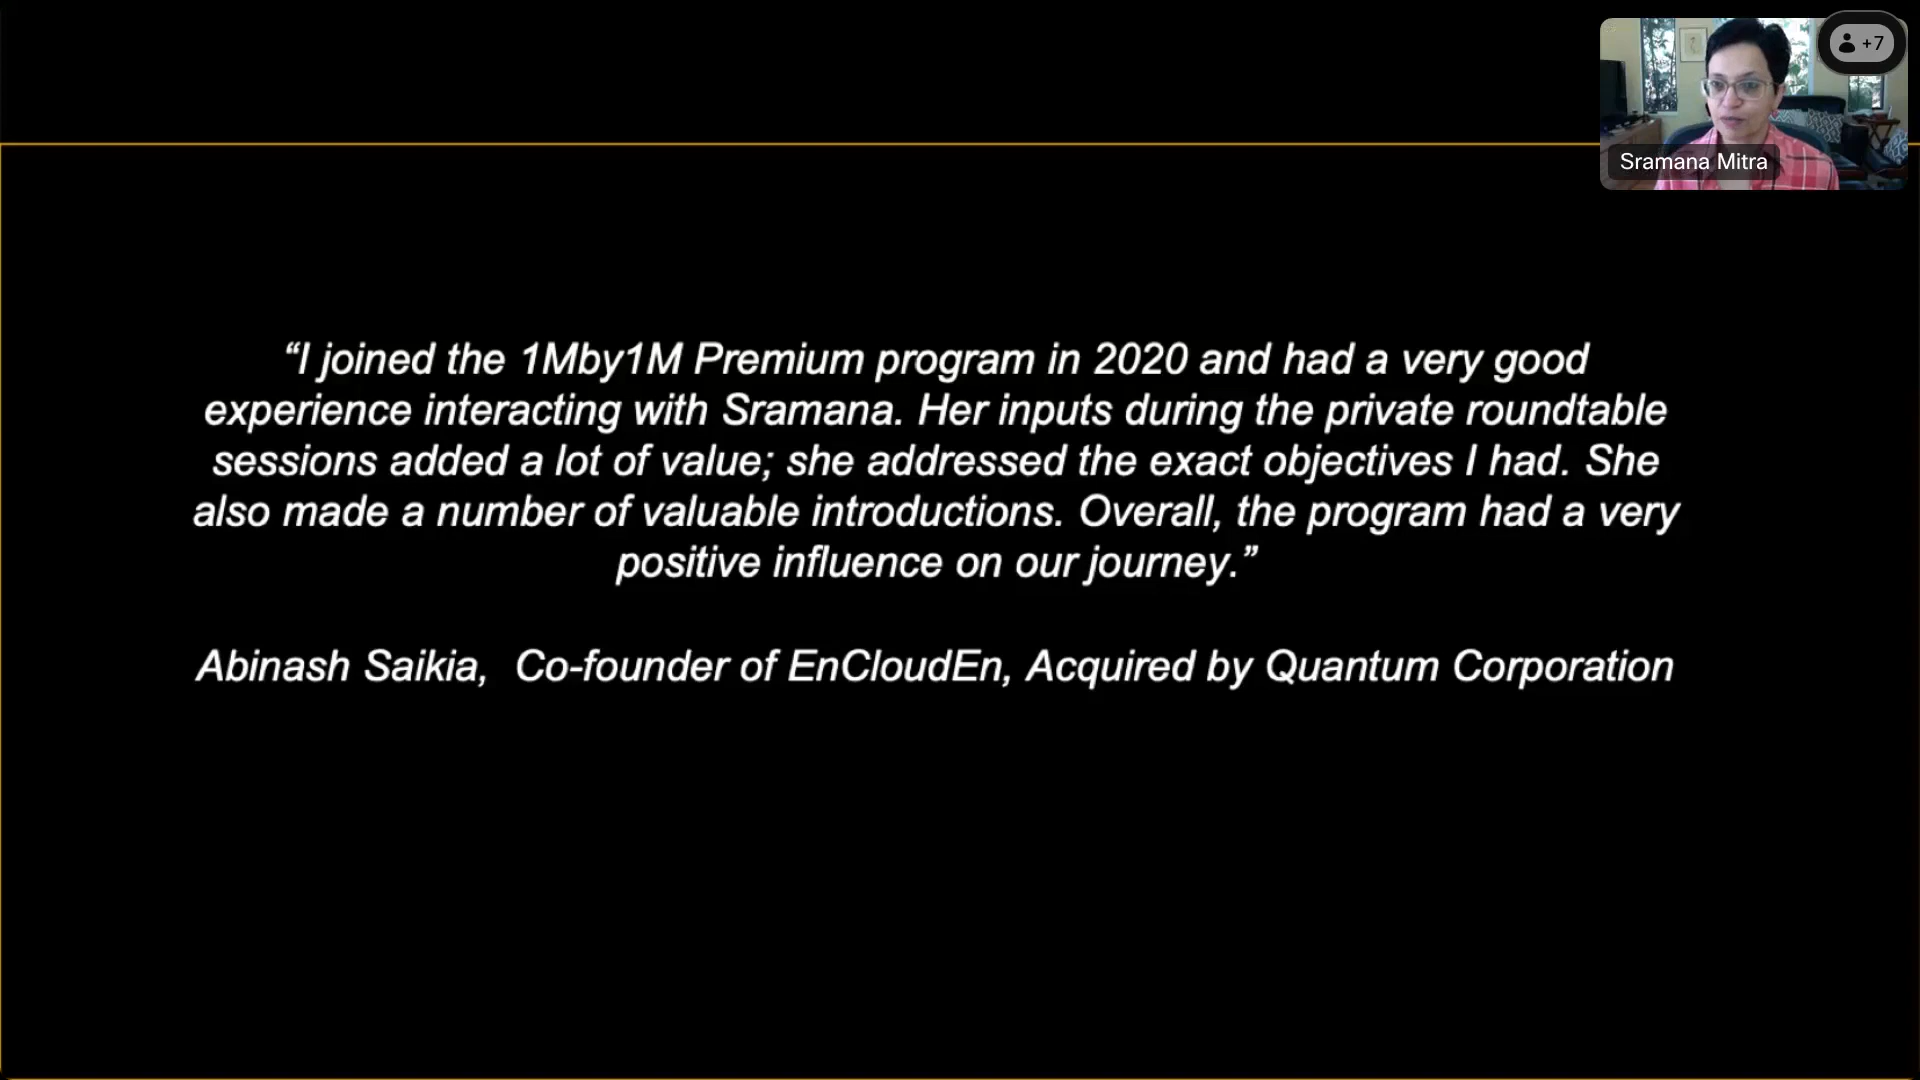 +7
Sramana Mitra
“I joined the 1Mby1M Premium program in 2020 and had a very good
experience interacting with Sramana. Her inputs during the private roundtable
sessions added a lot of value; she addressed the exact objectives I had. She
also made a number of valuable introductions. Overall, the program had a very
positive influence on our journey.”
Abinash Saikia,  Co-founder of EnCloudEn, Acquired by Quantum Corporation